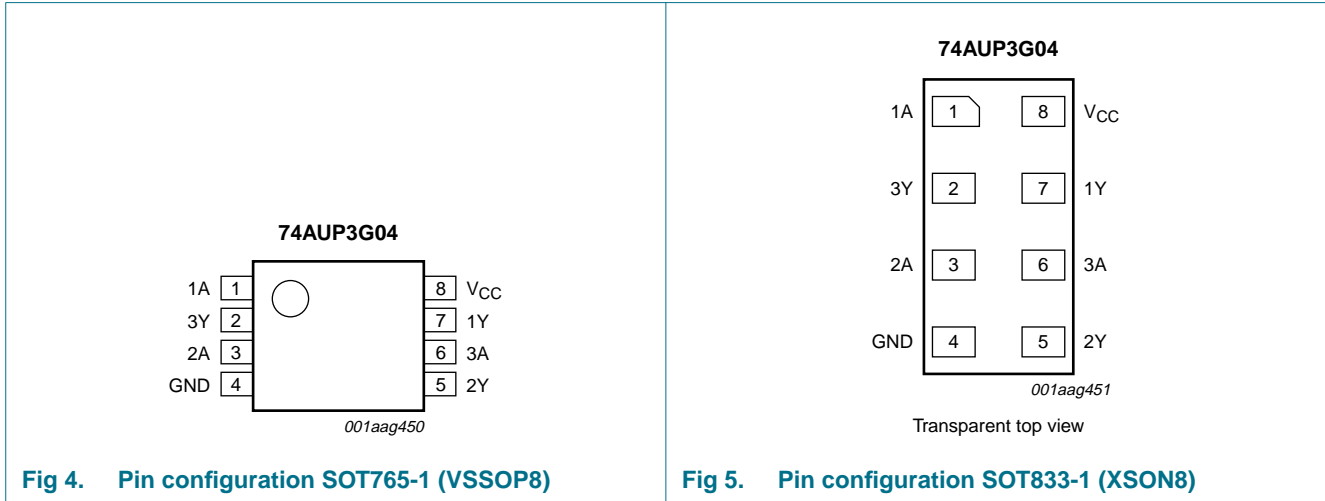 74AUP3G04
1A 1 8 VCC
3Y 2 7 1Y
2A 3 6 3A
GND 4 5 2Y
001aag450
Fig 4. Pin configuration SOT765-1 (VSSOP8)
74AUP3G04
1A 1 8 VCC
3Y 2 7 1Y
2A 3 6 3A
GND 4 5 2Y
001aag451
Transparent top view
Fig 5. Pin configuration SOT833-1 (XSON8)